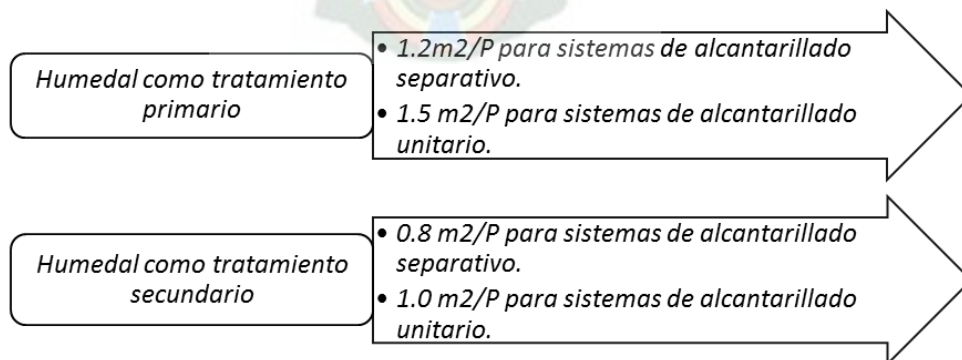 Humedal como tratamiento
primario
• 1.2m2/P para sistemas de alcantarillado
separativo.
• 1.5 m2/P para sistemas de alcantarillado
unitario.
Humedal como tratamiento
secundario
• 0.8 m2/P para sistemas de alcantarillado
separativo.
• 1.0 m2/P para sistemas de alcantarillado
unitario.